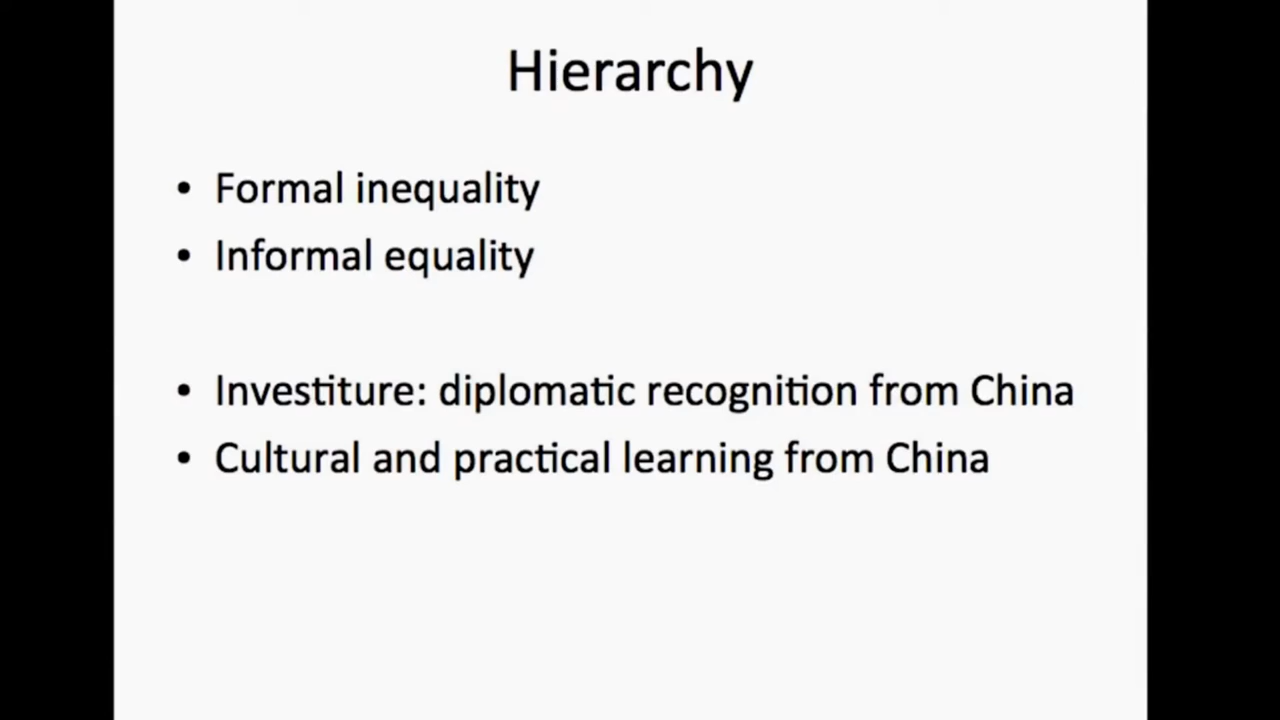 Hierarchy
• Formal inequality
• Informal equality
• Investiture: diplomatic recognition from China
• Cultural and practical learning from China